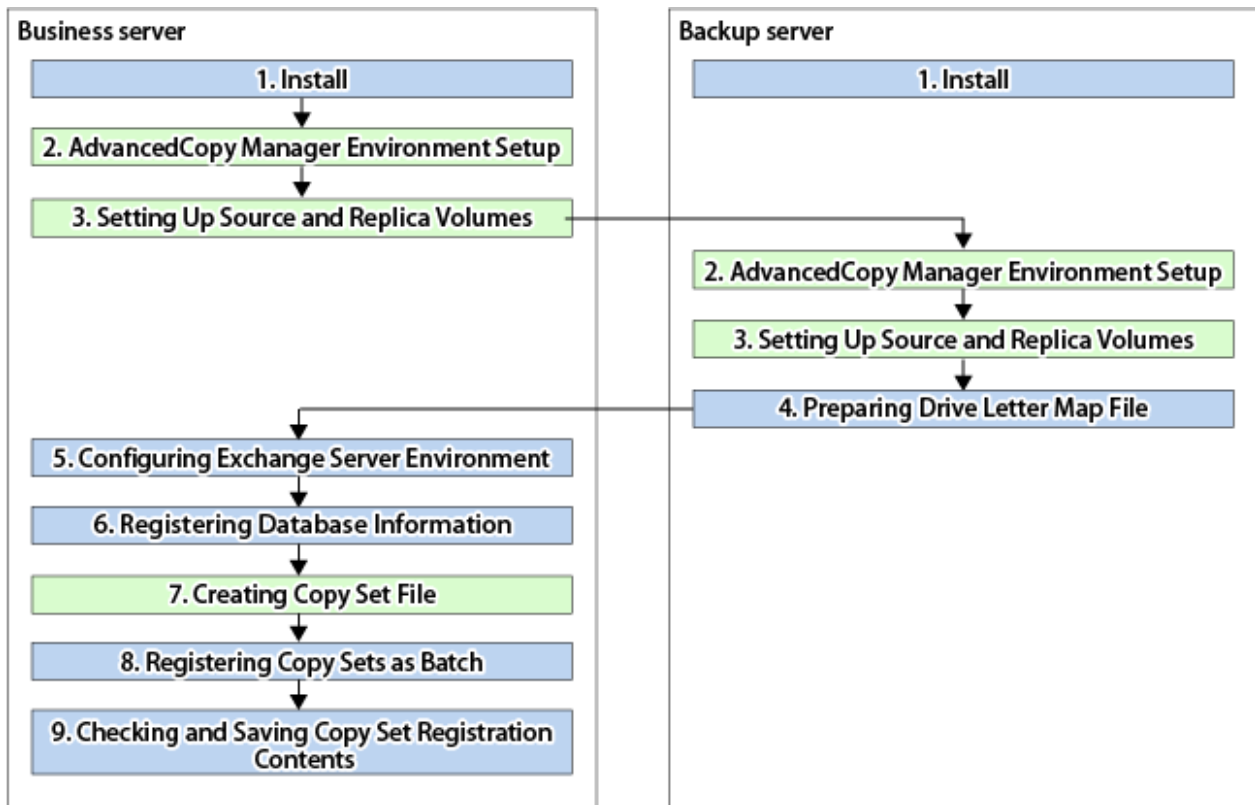 Business server
1. Install
2. AdvancedCopy Manager Environment Setup
3. Setting Up Source and Replica Volumes
5. Configuring Exchange Server Environment
6. Registering Database Information
7. Creating Copy Set File
8. Registering Copy Sets as Batch
9. Checking and Saving Copy Set Registration
Contents
Backup server
1. Install
2. AdvancedCopy Manager Environment Setup
3. Setting Up Source and Replica Volumes
4. Preparing Drive Letter Map File